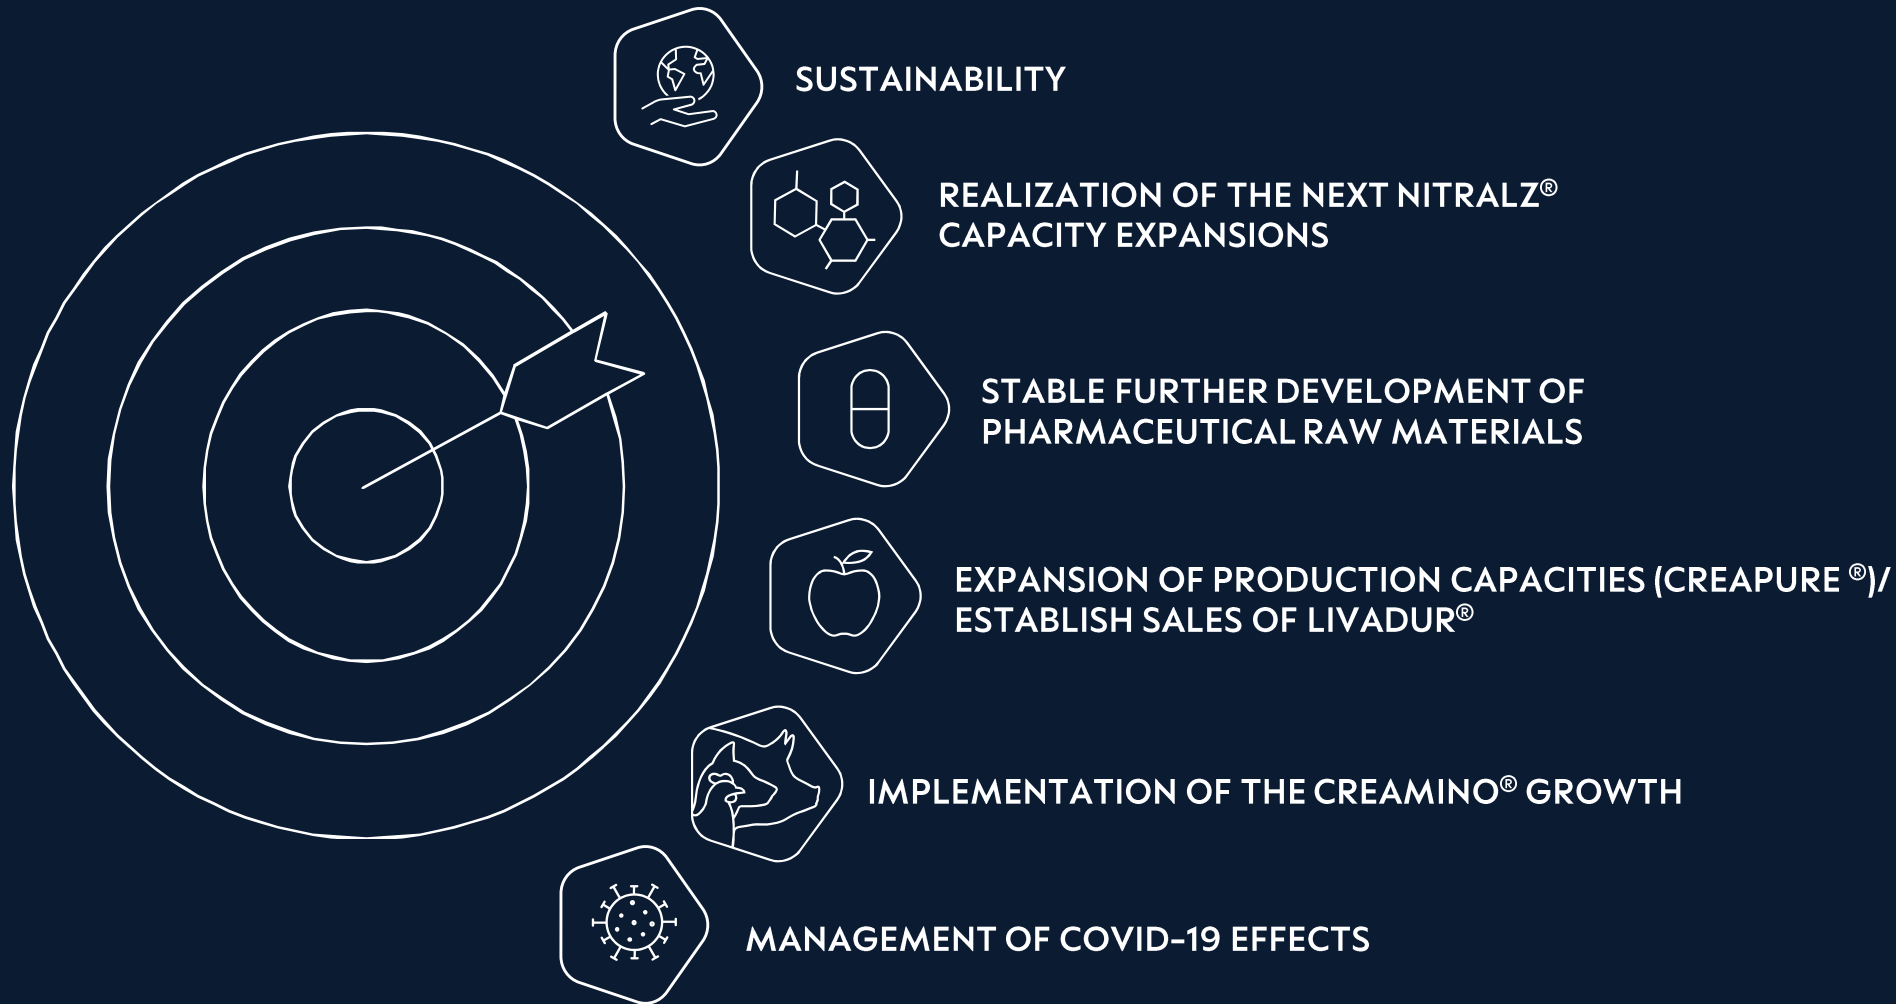 SUSTAINABILITY
REALIZATION OF THE NEXT NITRALZ®
CAPACITY EXPANSIONS
STABLE FURTHER DEVELOPMENT OF
PHARMACEUTICAL RAW MATERIALS
EXPANSION OF PRODUCTION CAPACITIES (CREAPURE ®)/
ESTABLISH SALES OF LIVADUR®
IMPLEMENTATION OF THE CREAMINO® GROWTH
MANAGEMENT OF COVID-19 EFFECTS